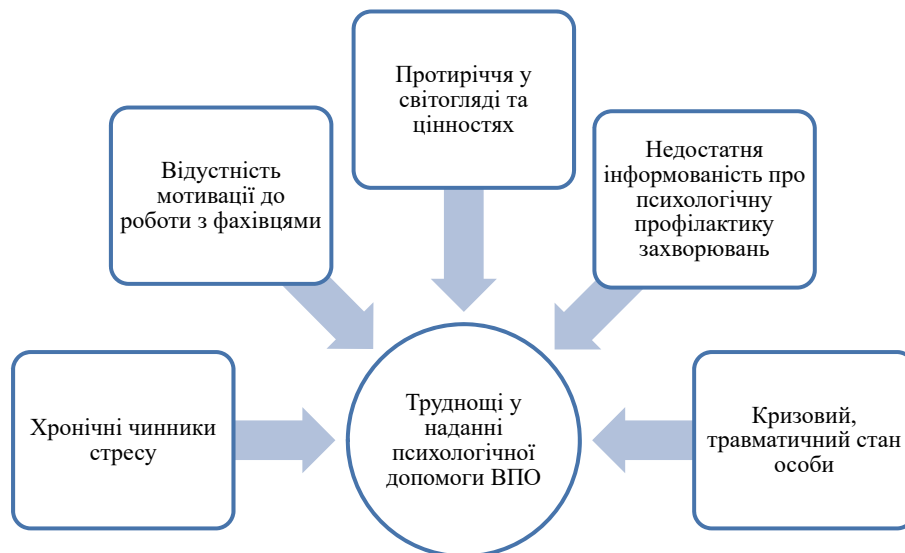 Протиріччя у
світогляді та
цінностях
Відустність
мотивації до
роботи з фахівцями
Недостатня
інформованість про
психологічну
профілактику
захворювань
Хронічні чинники
стресу
Труднощі у
наданні
психологічної
допомоги ВПО
Кризовий,
травматичний стан
особи